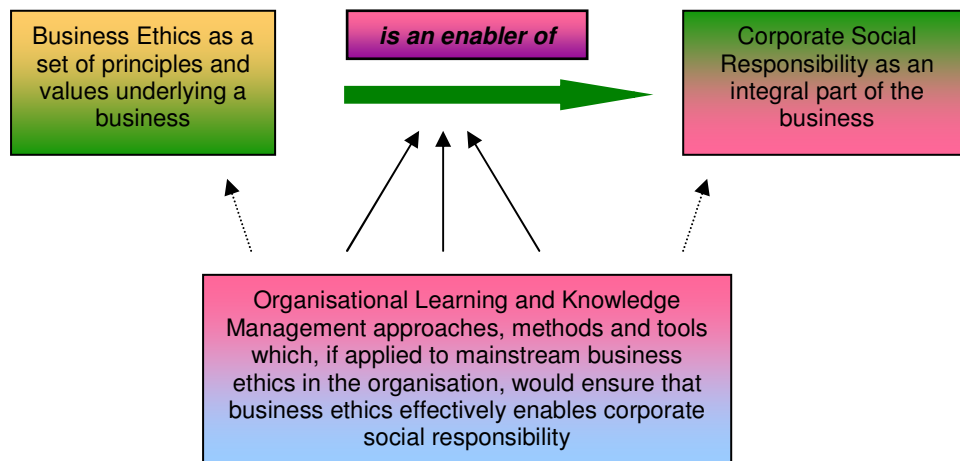 Business Ethics as a
set of principles and
values underlying a
business
is an enabler of
Corporate Social
Responsibility as an
integral part of the
business
Organisational Learning and Knowledge
Management approaches, methods and tools
which, if applied to mainstream business
ethics in the organisation, would ensure that
business ethics effectively enables corporate
social responsibility